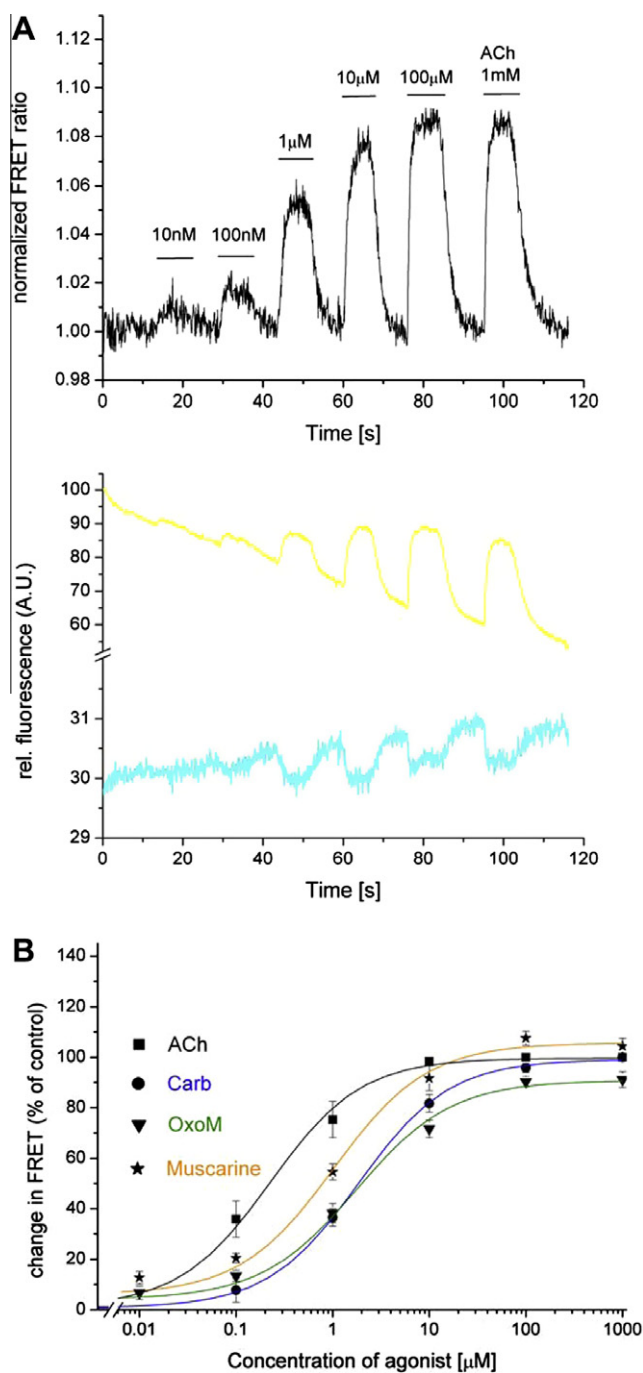 A
normalized FRET ratio
1.12
1.10
1.08
1.06
1.04
1.02
1.00
0.98
10nM
100nM
1μM
10μM
100μM
ACh
1mM
0 20 40 60 80 100 120
Time [s]
rel. fluorescence (A.U.)
100
90
80
70
60
31
30
29
0 20 40 60 80 100 120
Time [s]
B
change in FRET (% of control)
140
120
100
80
60
40
20
0
ACh
Carb
OxoM
Muscarine
0.01 0.1 1 10 100 1000
Concentration of agonist [μM]